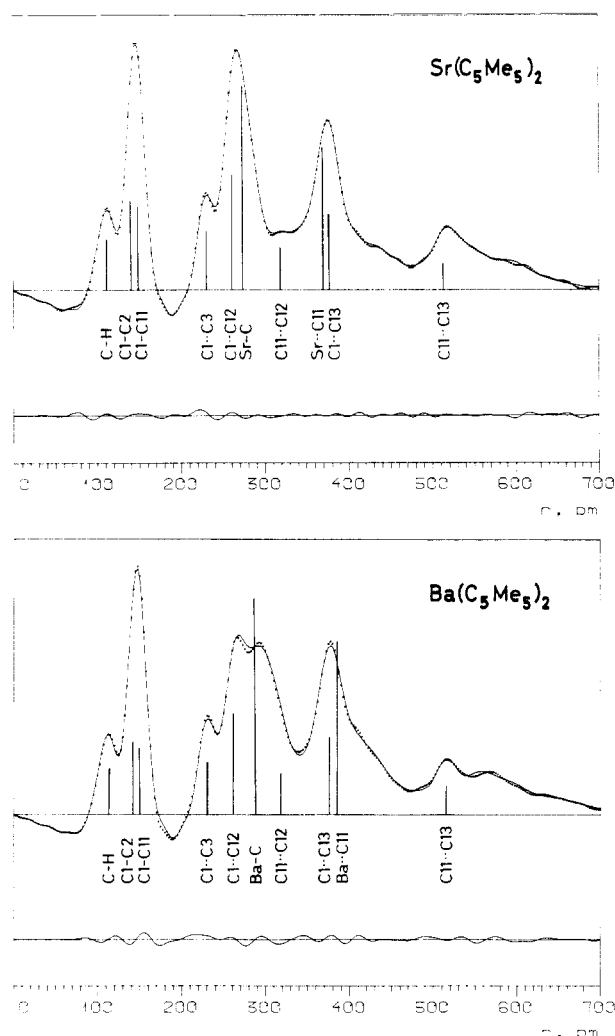 Sr(C₅Me₅)₂
C-H
C1-C2
C1-C11
C1··C3
C1··C12
Sr-C
C11··C12
Sr··C11
C1··C13
C11··C13
0 100 200 300 400 500 600 700
r, pm
Ba(C₅Me₅)₂
C-H
C1-C2
C1-C11
C1··C3
C1··C12
Ba-C
C11··C12
C1··C13
Ba··C11
C11··C13
0 100 200 300 400 500 600 700
r, pm